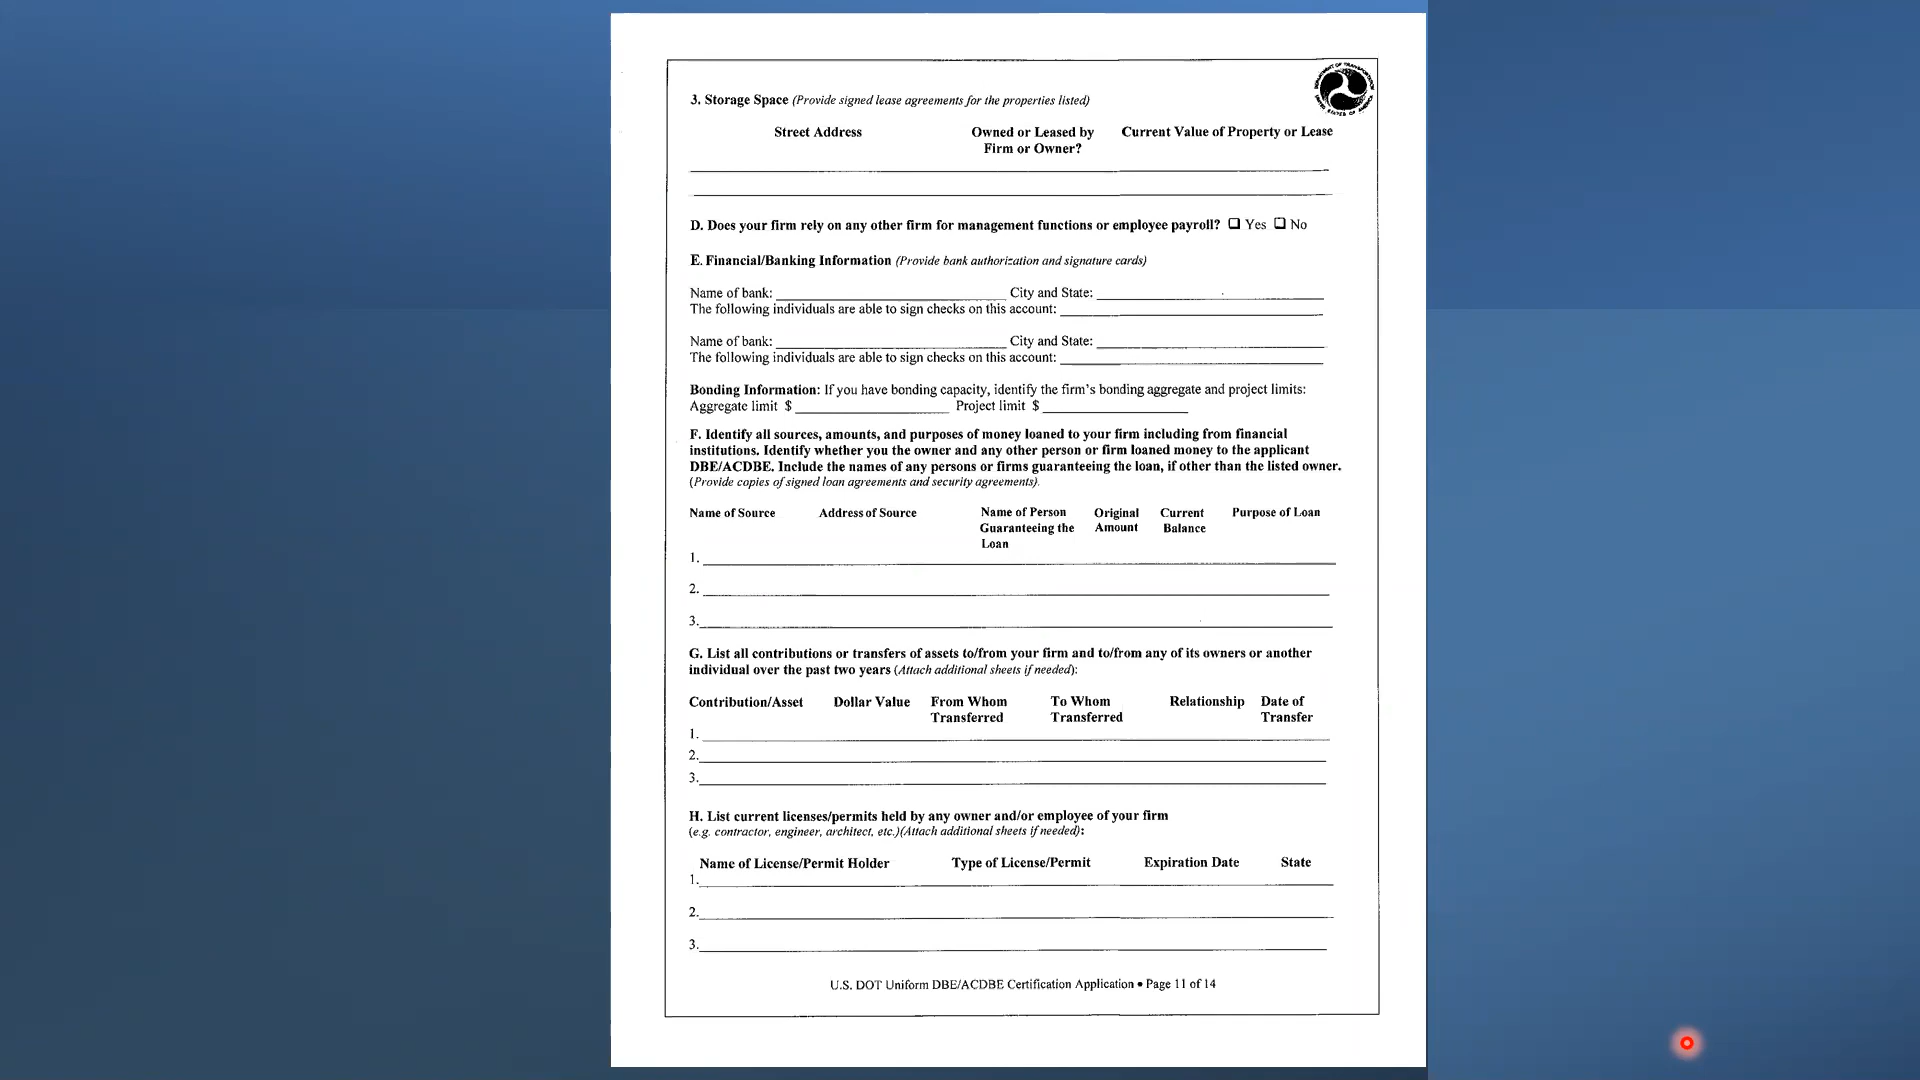 3. Storage Space (Provide signed lease agreements for the properties listed)
Street Address Owned or Leased by Current Value of Property or Lease
Firm or Owner?
D. Does your firm rely on any other firm for management functions or employee payroll? ❑ Yes ❑ No
E. Financial/Banking Information (Provide bank authorization and signature cards)
Name of bank: ____________ City and State: ____________
The following individuals are able to sign checks on this account: ____________
Name of bank: ____________ City and State: ____________
The following individuals are able to sign checks on this account: ____________
Bonding Information: If you have bonding capacity, identify the firm's bonding aggregate and project limits:
Aggregate limit $ ____________ Project limit $ ____________
F. Identify all sources, amounts, and purposes of money loaned to your firm including from financial
institutions. Identify whether you the owner and any other person or firm loaned money to the applicant
DBE/ACDBE. Include the names of any persons or firms guaranteeing the loan, if other than the listed owner.
(Provide copies of signed loan agreements and security agreements).
Name of Source Address of Source Name of Person Original Current Purpose of Loan
Guaranteeing the Amount Balance
Loan
1.
2.
3.
G. List all contributions or transfers of assets to/from your firm and to/from any of its owners or another
individual over the past two years (Attach additional sheets if needed):
Contribution/Asset Dollar Value From Whom To Whom Relationship Date of
Transferred Transferred Transfer
1.
2.
3.
H. List current licenses/permits held by any owner and/or employee of your firm
(e.g. contractor, engineer, architect, etc.)(Attach additional sheets if needed):
Name of License/Permit Holder Type of License/Permit Expiration Date State
1.
2.
3.
U.S. DOT Uniform DBE/ACDBE Certification Application • Page 11 of 14